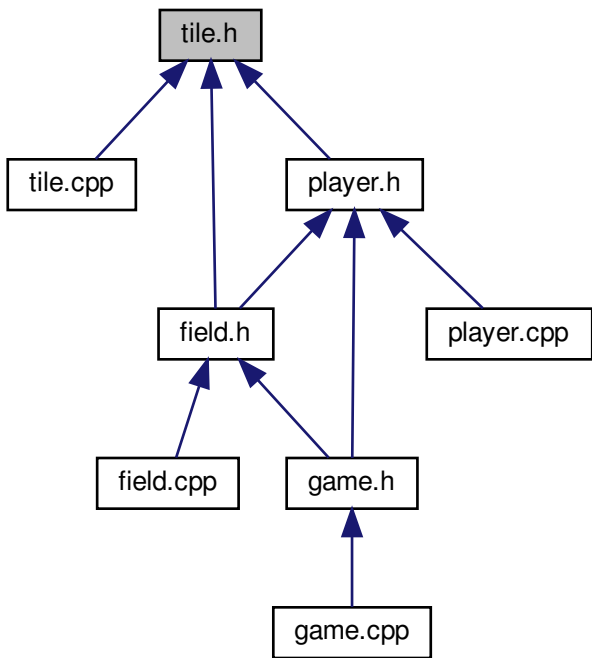 tile.h
tile.cpp
player.h
field.h
player.cpp
field.cpp
game.h
game.cpp